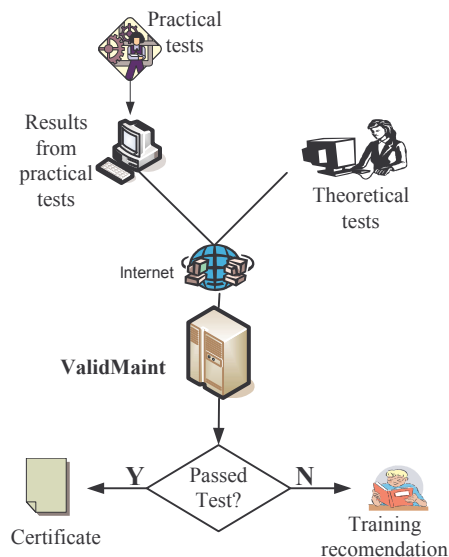 Practical
tests
Results
from
practical
tests
Theoretical
tests
Internet
ValidMaint
Y
Passed
Test?
N
Certificate
Training
recomendation